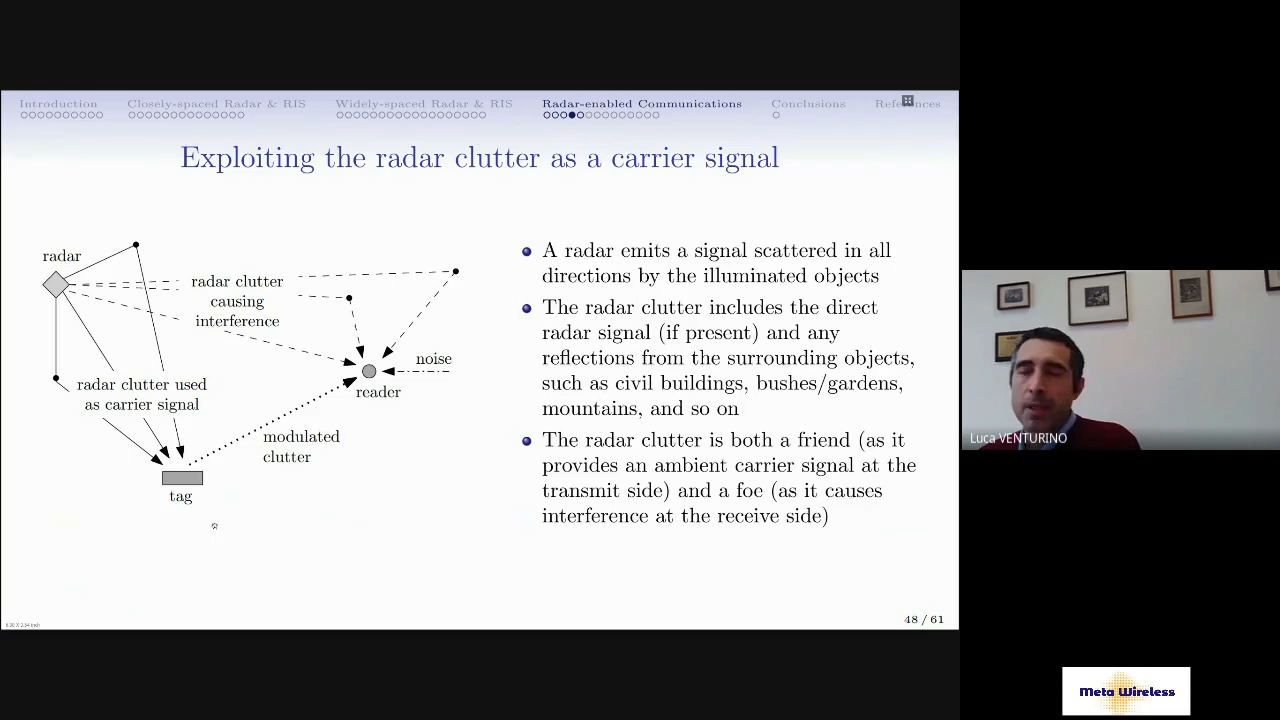 Introduction
Closely-spaced Radar & RIS
Widely-spaced Radar & RIS
Radar-enabled Communications
Conclusions
Exploiting the radar clutter as a carrier signal
radar
radar clutter
causing
interference
noise
reader
radar clutter used
as carrier signal
modulated
clutter
tag
A radar emits a signal scattered in all
directions by the illuminated objects
The radar clutter includes the direct
radar signal (if present) and any
reflections from the surrounding objects,
such as civil buildings, bushes/gardens,
mountains, and so on
The radar clutter is both a friend (as it
provides an ambient carrier signal at the
transmit side) and a foe (as it causes
interference at the receive side)
48 / 61
Luca VENTURINO
Meta Wireless